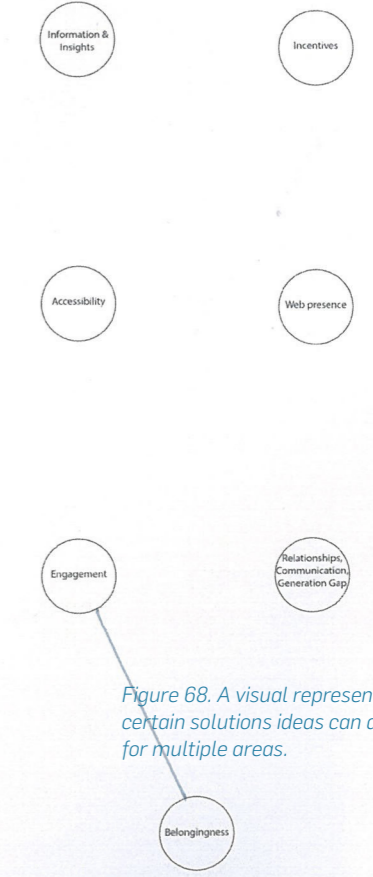 Information &
Insights
Incentives
Accessibility
Web presence
Engagement
Relationships,
Communication,
Generation Gap
Figure 68. A visual represen
certain solutions ideas can a
for multiple areas.
Belongingness